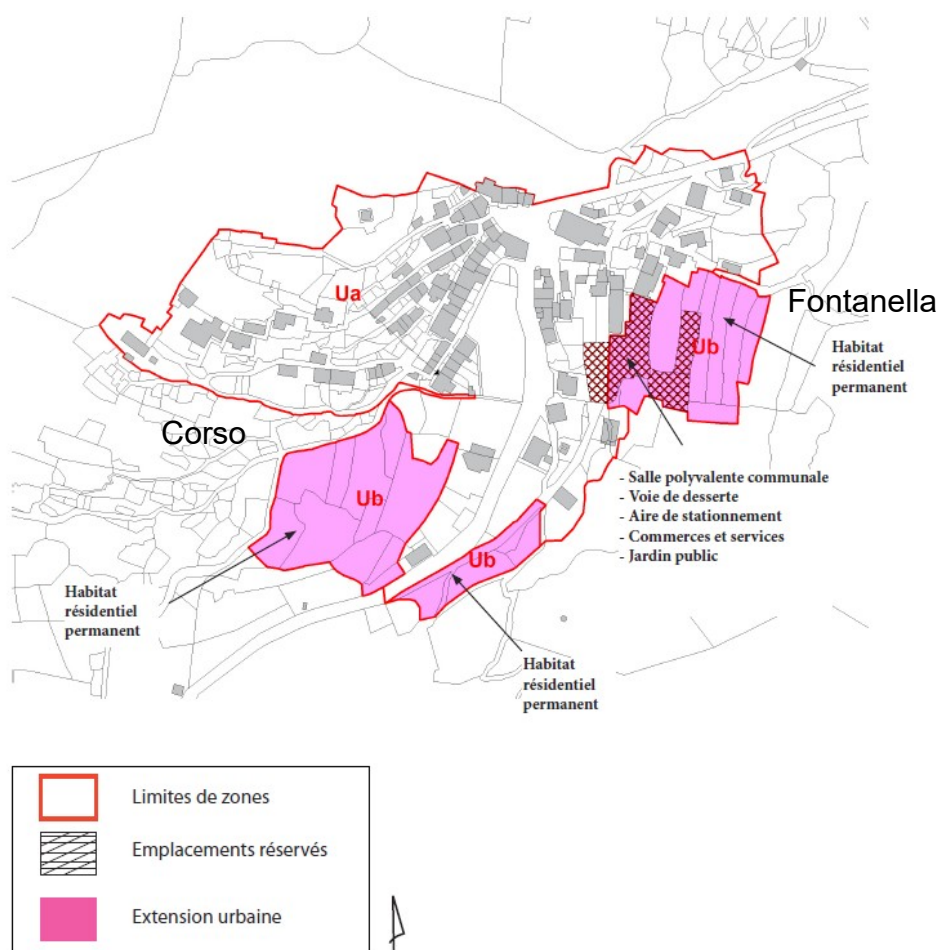 Ua
Fontanella
Ub
Habitat
résidentiel
permanent
Corso
Ub
- Salle polyvalente communale
- Voie de desserte
- Aire de stationnement
- Commerces et services
- Jardin public
Ub
Habitat
résidentiel
permanent
Habitat
résidentiel
permanent
Limites de zones
Emplacements réservés
Extension urbaine